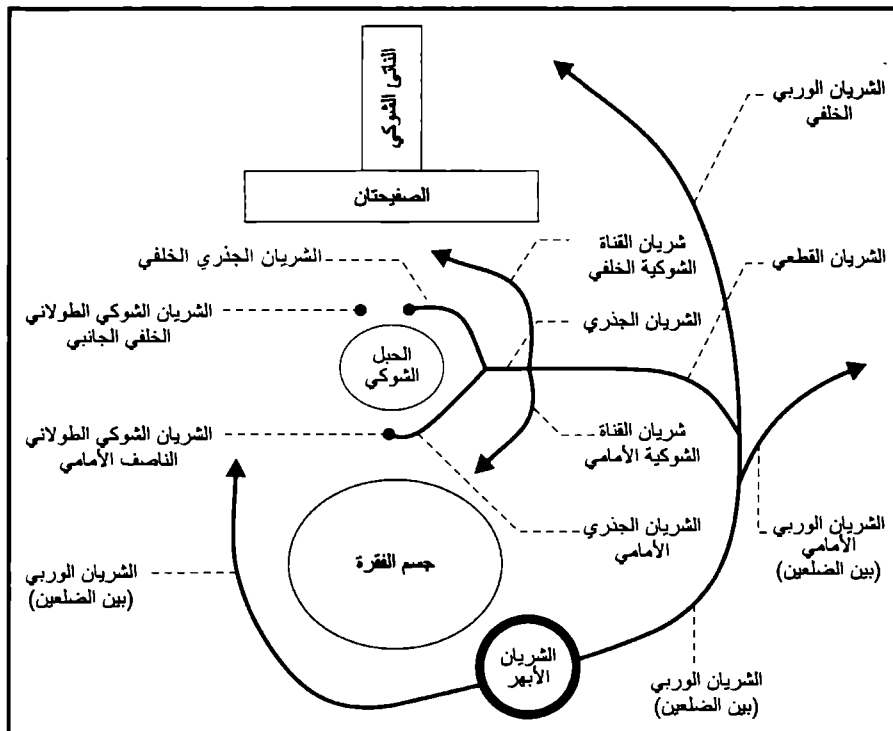 الناتئ الشوكي
الصفيحتان
الشريان الوربي
الخلفي
الشريان القطعي
شريان القناة
الشوكية الخلفي
الشريان الجذري الخلفي
الشريان الجذري
الشريان الشوكي الطولاني
الخلفي الجانبي
الحبل
الشوكي
الشريان الشوكي الطولاني
الناصف الأمامي
شريان القناة
الشوكية الأمامي
الشريان الوربي
الأمامي
(بين الضلعين)
الشريان الجذري
الأمامي
جسم الفقرة
الشريان الوربي
(بين الضلعين)
الشريان
الأبهر
الشريان الوربي
(بين الضلعين)